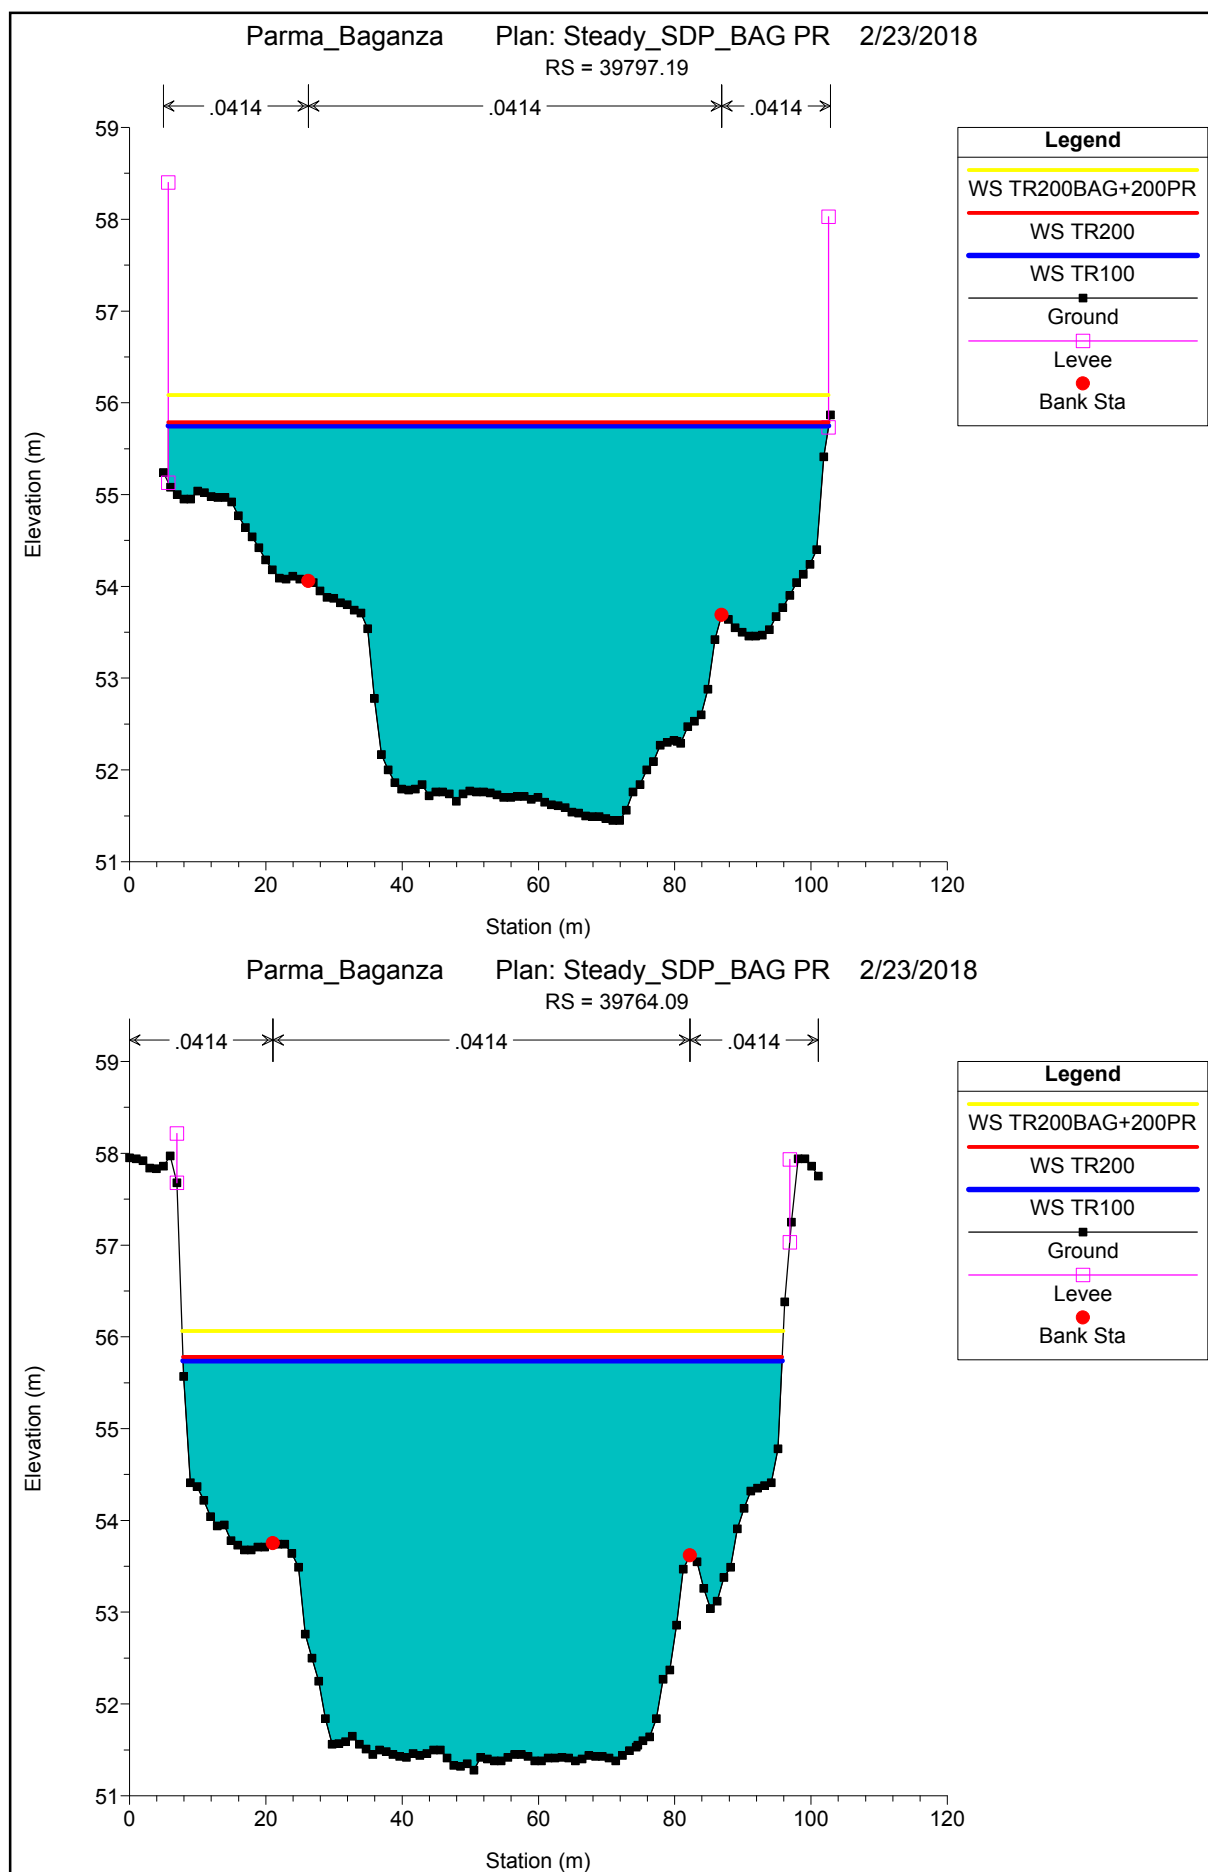 Parma_Baganza Plan: Steady_SDP_BAG PR 2/23/2018
RS = 39797.19
.0414 .0414 .0414
59
58
57
56
55
54
53
52
51
Elevation (m)
0 20 40 60 80 100 120
Station (m)
Legend
WS TR200BAG+200PR
WS TR200
WS TR100
Ground
Levee
Bank Sta
Parma_Baganza Plan: Steady_SDP_BAG PR 2/23/2018
RS = 39764.09
.0414 .0414 .0414
59
58
57
56
55
54
53
52
51
Elevation (m)
0 20 40 60 80 100 120
Station (m)
Legend
WS TR200BAG+200PR
WS TR200
WS TR100
Ground
Levee
Bank Sta